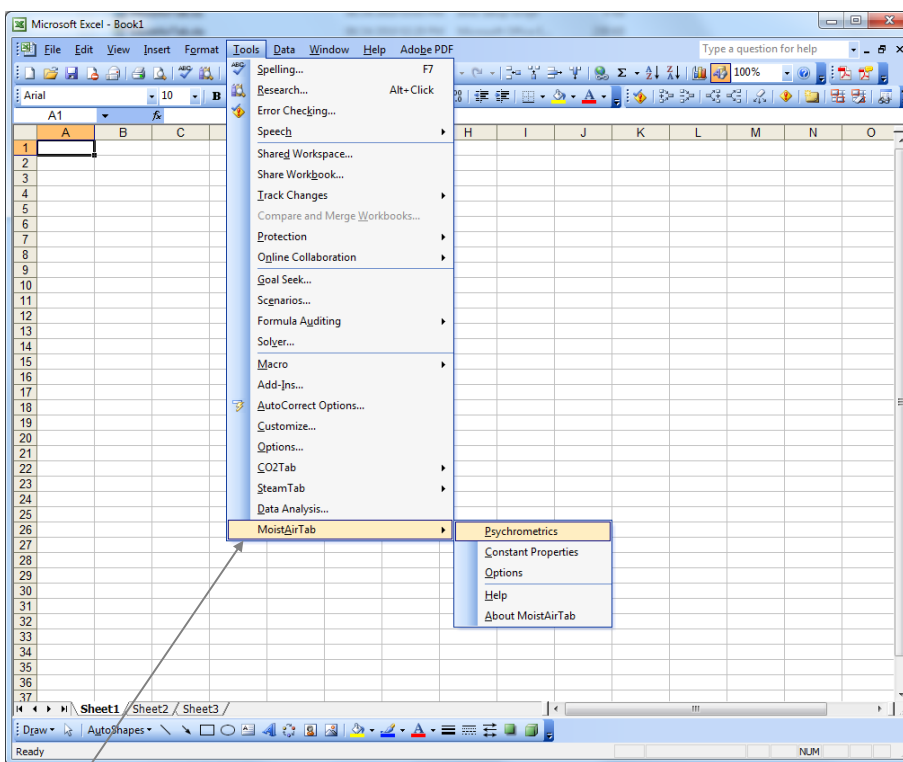 Microsoft Excel - Book1
File Edit View Insert Format Tools Data Window Help Adobe PDF Type a question for help
100%
Arial 10 B
A1 fx
A B C H I J K L M N O
1
2
3
4
5
6
7
8
9
10
11
12
13
14
15
16
17
18
19
20
21
22
23
24
25
26
27
28
29
30
31
32
33
34
35
36
37
Spelling... F7
Research... Alt+Click
Error Checking...
Speech
Shared Workspace...
Share Workbook...
Track Changes
Compare and Merge Workbooks...
Protection
Online Collaboration
Goal Seek...
Scenarios...
Formula Auditing
Solver...
Macro
Add-Ins...
AutoCorrect Options...
Customize...
Options...
CO2Tab
SteamTab
Data Analysis...
MoistAirTab
Psychrometrics
Constant Properties
Options
Help
About MoistAirTab
Sheet1 Sheet2 Sheet3
Draw AutoShapes
Ready NUM